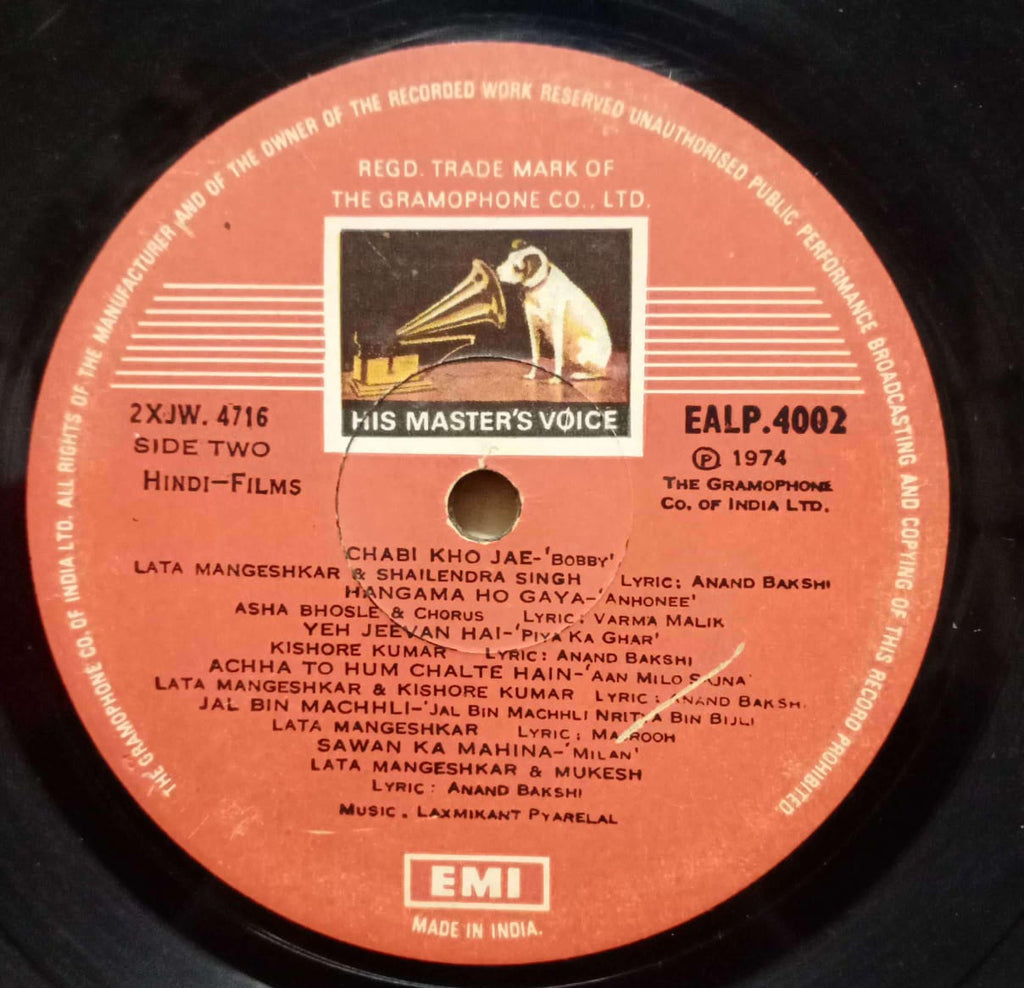 THE GRAMOPHONE CO. OF INDIA LTD. ALL RIGHTS OF THE MANUFACTURER AND OF THE OWNER OF THE RECORDED WORK RESERVED UNAUTHORISED PUBLIC PERFORMANCE BROADCASTING AND COPYING OF THIS RECORD PROHIBITED.
REGD. TRADE MARK OF
THE GRAMOPHONE CO., LTD.
HIS MASTER'S VOICE
2XJW. 4716
SIDE TWO
HINDI-FILMS
EALP.4002
Ⓟ 1974
THE GRAMOPHONE
CO. OF INDIA LTD.
CHABI KHO JAE-'BOBBY'
LATA MANGESHKAR & SHAILENDRA SINGH LYRIC: ANAND BAKSHI
HANGAMA HO GAYA-'ANHONEE'
ASHA BHOSLE & CHORUS LYRIC: VARMA MALIK
YEH JEEVAN HAI-'PIYA KA GHAR'
KISHORE KUMAR LYRIC: ANAND BAKSHI
ACHHA TO HUM CHALTE HAIN-'AAN MILO
LATA MANGESHKAR & KISHORE KUMAR LYRIC:
JAL BIN MACHHLI-'JAL BIN MACHHLI NRITYA BIN BIJLI
LATA MANGESHKAR LYRIC:
SAWAN KA MAHINA-'MILAN'
LATA MANGESHKAR & MUKESH
LYRIC: ANAND BAKSHI
MUSIC. LAXMIKANT PYARELAL
EMI
MADE IN INDIA.